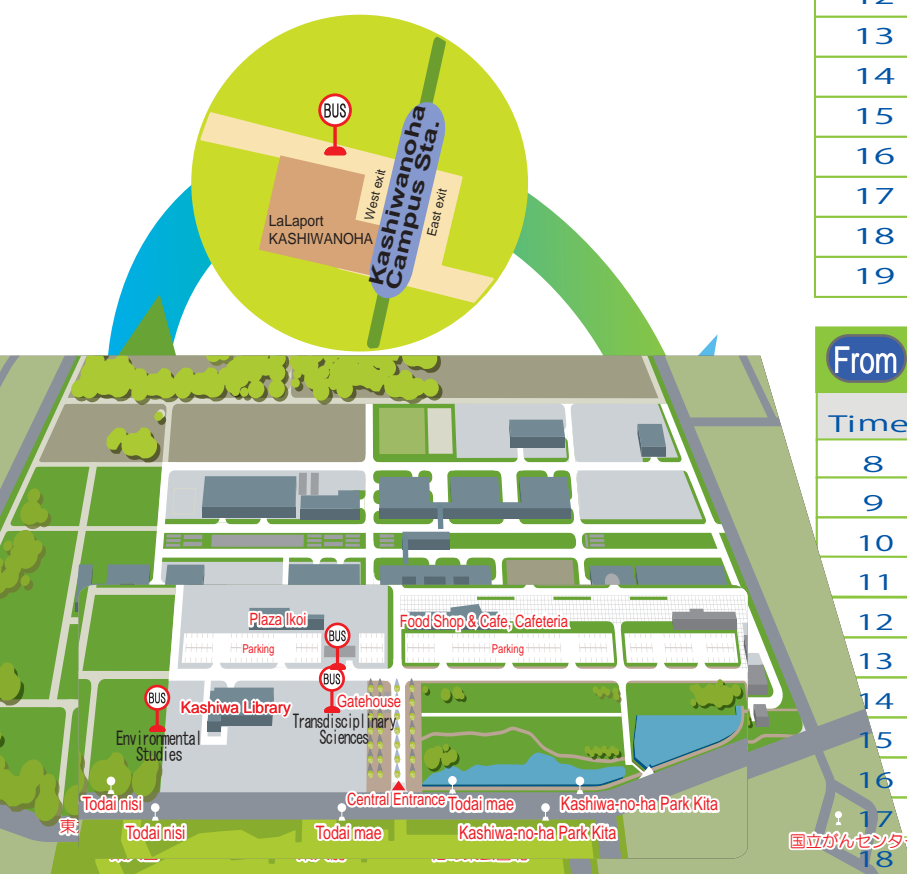 BUS
Kashiwanoha
Campus Sta.
West exit
East exit
LaLaport
KASHIWANOHA
13
14
15
16
17
18
19
From
Time
8
9
10
11
12
13
14
15
16
17
18
Plaza Ikoi
Food Shop & Cafe, Cafeteria
BUS
Parking
Parking
BUS
BUS
Kashiwa Library
Gatehouse
Transdisciplinary
Sciences
Environmental
Studies
Central Entrance
Todai nisi
Todai mae
Kashiwa-no-ha Park Kita
Todai nisi
Todai mae
Kashiwa-no-ha Park Kita
東
国立がんセンタ